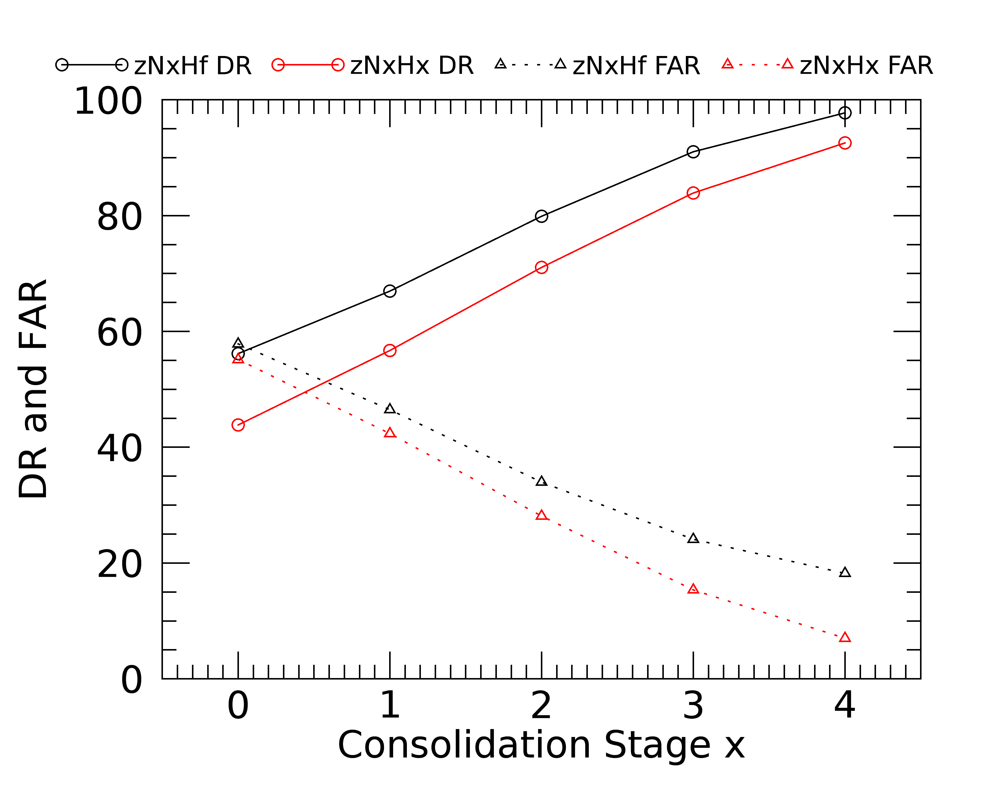 zNxHf DR zNxHx DR zNxHf FAR zNxHx FAR
100
80
60
40
20
0
DR and FAR
0 1 2 3 4
Consolidation Stage x